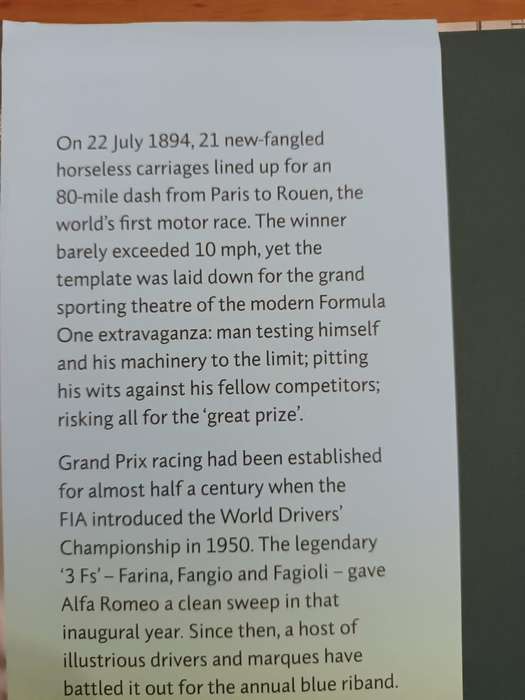 On 22 July 1894, 21 new-fangled
horseless carriages lined up for an
80-mile dash from Paris to Rouen, the
world's first motor race. The winner
barely exceeded 10 mph, yet the
template was laid down for the grand
sporting theatre of the modern Formula
One extravaganza: man testing himself
and his machinery to the limit; pitting
his wits against his fellow competitors;
risking all for the ‘great prize’.
Grand Prix racing had been established
for almost half a century when the
FIA introduced the World Drivers’
Championship in 1950. The legendary
‘3 Fs’ – Farina, Fangio and Fagioli – gave
Alfa Romeo a clean sweep in that
inaugural year. Since then, a host of
illustrious drivers and marques have
battled it out for the annual blue riband.